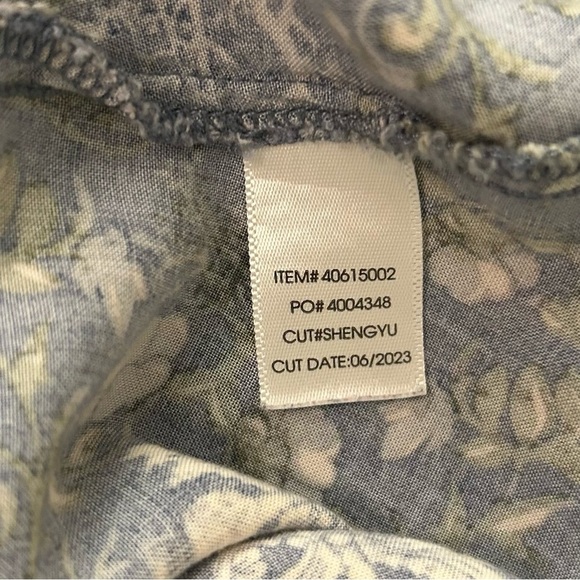 ITEM# 40615002
PO# 4004348
CUT#SHENGYU
CUT DATE:06/2023